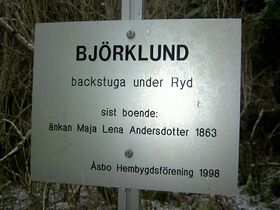 BJÖRKLUND
backstuga under Ryd
sist boende:
änkan Maja Lena Andersdotter 1863
Åsbo Hembygdsförening 1998